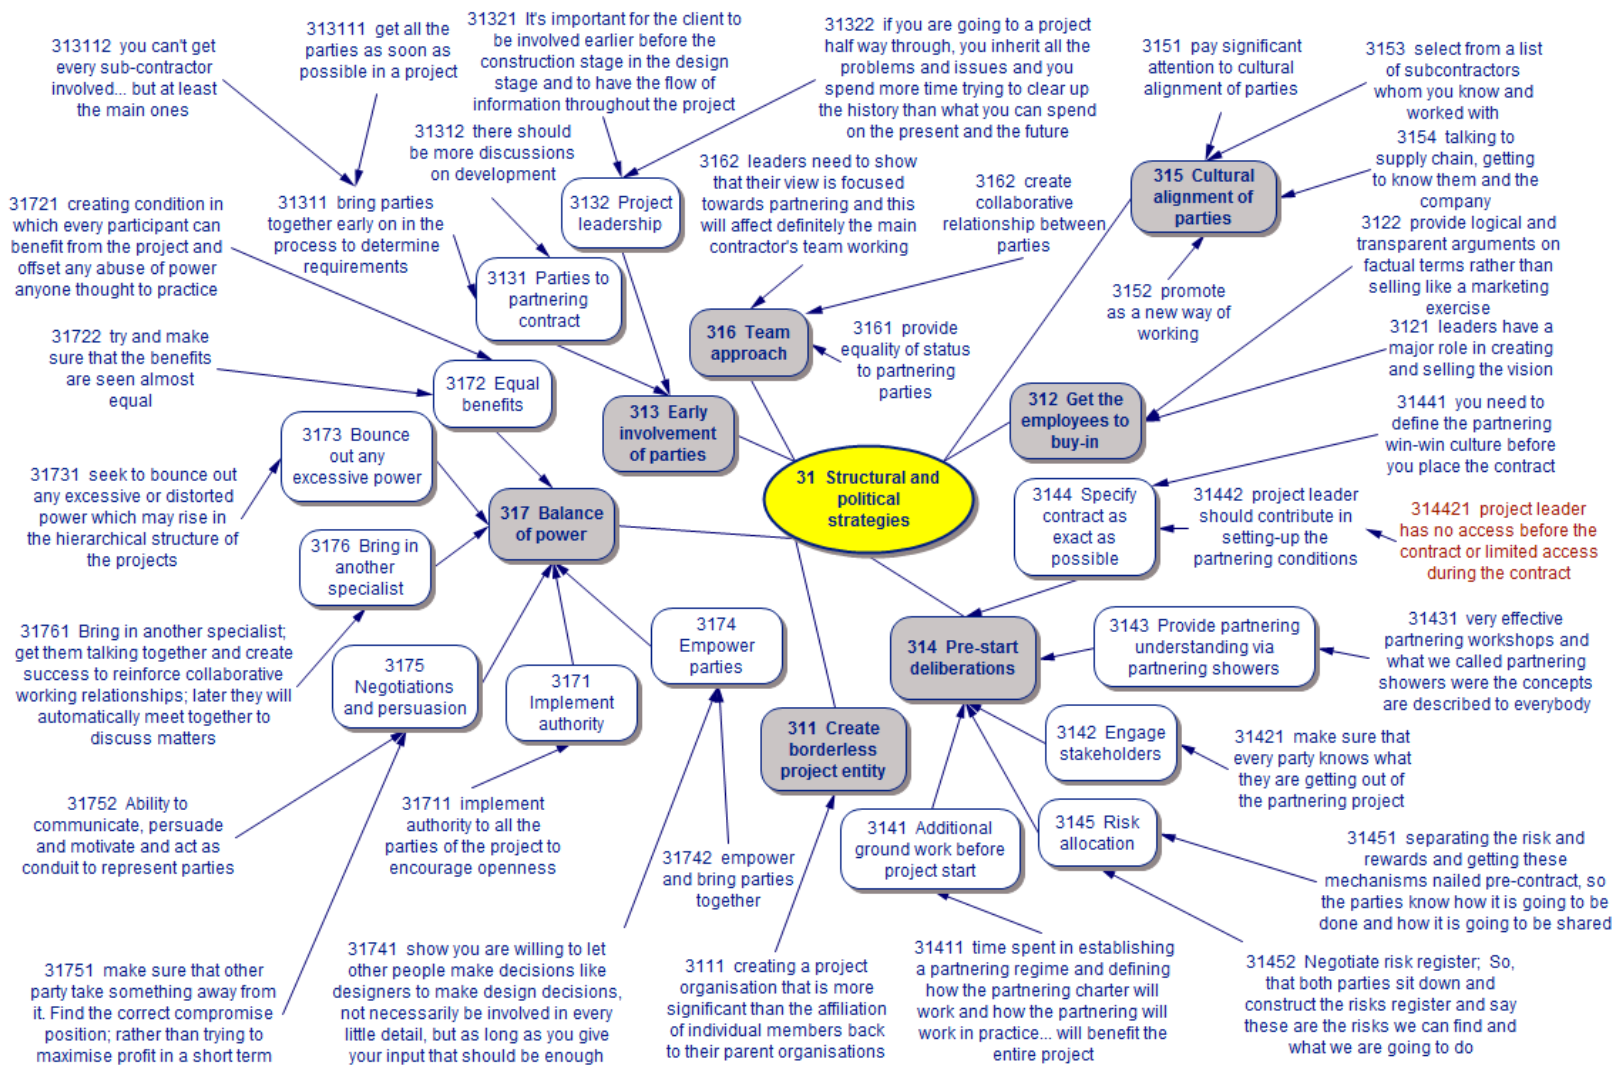 313112 you can't get
every sub-contractor
involved... but at least
the main ones
313111 get all the
parties as soon as
possible in a project
31321 It's important for the client to
be involved earlier before the
construction stage in the design
stage and to have the flow of
information throughout the project
31322 if you are going to a project
half way through, you inherit all the
problems and issues and you
spend more time trying to clear up
the history than what you can spend
on the present and the future
3151 pay significant
attention to cultural
alignment of parties
3153 select from a list
of subcontractors
whom you know and
worked with
31312 there should
be more discussions
on development
3154 talking to
supply chain, getting
to know them and the
company
3162 leaders need to show
that their view is focused
towards partnering and this
will affect definitely the main
contractor's team working
3162 create
collaborative
relationship between
parties
315 Cultural
alignment of
parties
3132 Project
leadership
31721 creating condition in
which every participant can
benefit from the project and
offset any abuse of power
anyone thought to practice
31311 bring parties
together early on in the
process to determine
requirements
3122 provide logical and
transparent arguments on
factual terms rather than
selling like a marketing
exercise
3131 Parties to
partnering
contract
3152 promote
as a new way of
working
316 Team
approach
3161 provide
equality of status
to partnering
parties
3121 leaders have a
major role in creating
and selling the vision
31722 try and make
sure that the benefits
are seen almost
equal
3172 Equal
benefits
313 Early
involvement
of parties
312 Get the
employees to
buy-in
31441 you need to
define the partnering
win-win culture before
you place the contract
3173 Bounce
out any
excessive power
31731 seek to bounce out
any excessive or distorted
power which may rise in
the hierarchical structure of
the projects
317 Balance
of power
31 Structural and
political
strategies
3144 Specify
contract as
exact as
possible
31442 project leader
should contribute in
setting-up the
partnering conditions
314421 project leader
has no access before the
contract or limited access
during the contract
3176 Bring in
another
specialist
31761 Bring in another specialist;
get them talking together and create
success to reinforce collaborative
working relationships; later they will
automatically meet together to
discuss matters
3175
Negotiations
and persuasion
3171
Implement
authority
3174
Empower
parties
314 Pre-start
deliberations
3143 Provide partnering
understanding via
partnering showers
31431 very effective
partnering workshops and
what we called partnering
showers were the concepts
are described to everybody
311 Create
borderless
project entity
3142 Engage
stakeholders
31421 make sure that
every party knows what
they are getting out of
the partnering project
31752 Ability to
communicate, persuade
and motivate and act as
conduit to represent parties
31711 implement
authority to all the
parties of the project to
encourage openness
31742 empower
and bring parties
together
3141 Additional
ground work before
project start
3145 Risk
allocation
31451 separating the risk and
rewards and getting these
mechanisms nailed pre-contract, so
the parties know how it is going to be
done and how it is going to be shared
31751 make sure that other
party take something away from
it. Find the correct compromise
position; rather than trying to
maximise profit in a short term
31741 show you are willing to let
other people make decisions like
designers to make design decisions,
not necessarily be involved in every
little detail, but as long as you give
your input that should be enough
3111 creating a project
organisation that is more
significant than the affiliation
of individual members back
to their parent organisations
31411 time spent in establishing
a partnering regime and defining
how the partnering charter will
work and how the partnering will
work in practice... will benefit the
entire project
31452 Negotiate risk register; So,
that both parties sit down and
construct the risks register and say
these are the risks we can find and
what we are going to do